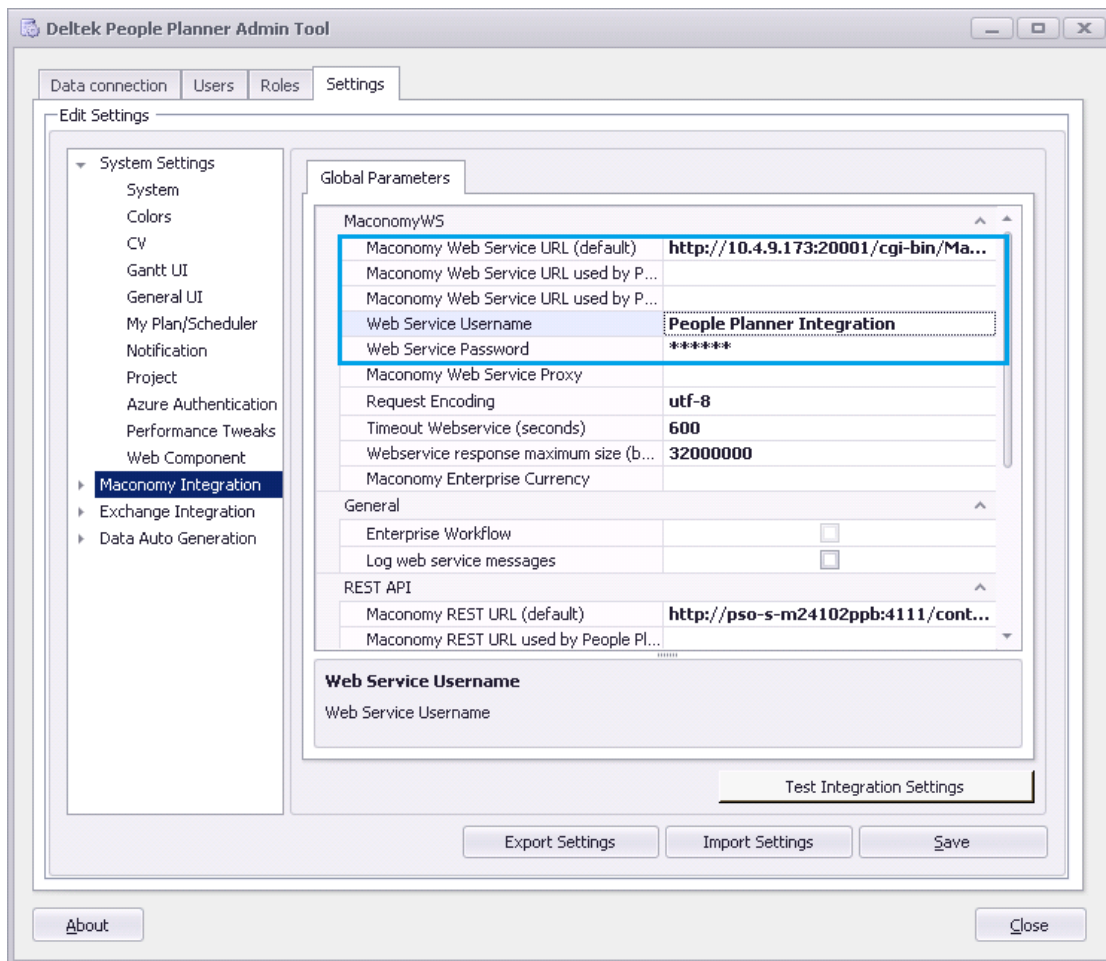 Deltek People Planner Admin Tool
Data connection Users Roles Settings
Edit Settings
System Settings
System
Colors
CV
Gantt UI
General UI
My Plan/Scheduler
Notification
Project
Azure Authentication
Performance Tweaks
Web Component
Maconomy Integration
Exchange Integration
Data Auto Generation
Global Parameters
MaconomyWS
Maconomy Web Service URL (default) http://10.4.9.173:20001/cgi-bin/Ma...
Maconomy Web Service URL used by P...
Maconomy Web Service URL used by P...
Web Service Username People Planner Integration
Web Service Password ******
Maconomy Web Service Proxy
Request Encoding utf-8
Timeout Webservice (seconds) 600
Webservice response maximum size (b... 32000000
Maconomy Enterprise Currency
General
Enterprise Workflow
Log web service messages
REST API
Maconomy REST URL (default) http://pso-s-m24102ppb:4111/cont...
Maconomy REST URL used by People Pl...
Web Service Username
Web Service Username
Test Integration Settings
Export Settings Import Settings Save
About Close